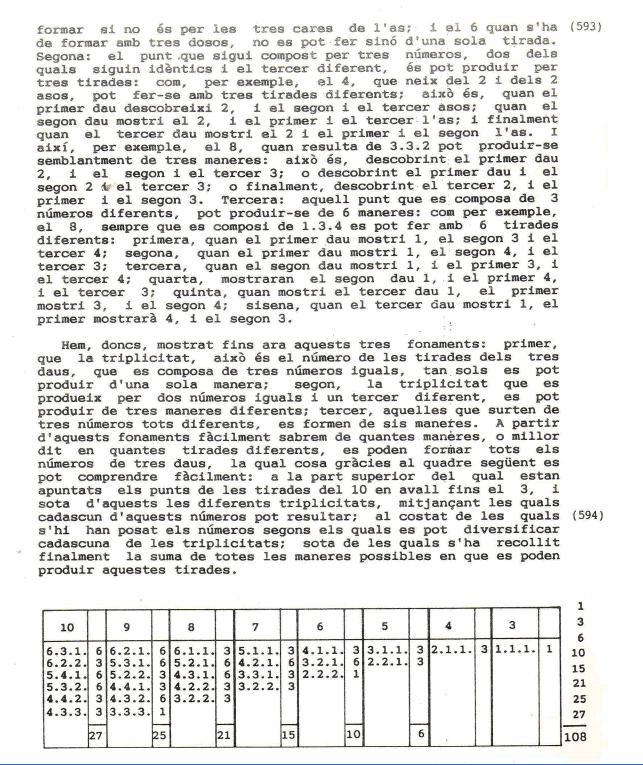 formar si no és per les tres cares de l'as; i el 6 quan s'ha (593)
de formar amb tres dosos, no es pot fer sinó d'una sola tirada.
Segona: el punt que sigui compost per tres números, dos dels
quals siguin idèntics i el tercer diferent, és pot produir per
tres tirades: com, per exemple, el 4, que neix del 2 i dels 2
asos, pot fer-se amb tres tirades diferents; això és, quan el
primer dau descobreixi 2, i el segon i el tercer asos; quan el
segon dau mostri el 2, i el primer i el tercer l'as; i finalment
quan el tercer dau mostri el 2 i el primer i el segon l'as. I
així, per exemple, el 8, quan resulta de 3.3.2 pot produir-se
semblantment de tres maneres: això és, descobrint el primer dau
2, i el segon i el tercer 3; o descobrint el primer dau i el
segon 2 el tercer 3; o finalment, descobrint el tercer 2, i el
primer i el segon 3. Tercera: aquell punt que es composa de 3
números diferents, pot produir-se de 6 maneres: com per exemple,
el 8, sempre que es composi de 1.3.4 es pot fer amb 6 tirades
diferents: primera, quan el primer dau mostri 1, el segon 3 i el
tercer 4; segona, quan el primer dau mostri 1, el segon 4, i el
tercer 3; tercera, quan el segon dau mostri 1, i el primer 3, i
el tercer 4; quarta, mostraran el segon dau 1, i el primer 4,
i el tercer 3; quinta, quan mostri el tercer dau 1, el primer
mostri 3, i el segon 4; sisena, quan el tercer dau mostri 1, el
primer mostrarà 4, i el segon 3.
Hem, doncs, mostrat fins ara aquests tres fonaments: primer,
que la triplicitat, això és el número de les tirades dels tres
daus, que es composa de tres números iguals, tan sols es pot
produir d'una sola manera; segon, la triplicitat que es
produeix per dos números iguals i un tercer diferent, es pot
produir de tres maneres diferents; tercer, aquelles que surten de
tres números tots diferents, es formen de sis maneres. A partir
d'aquests fonaments fàcilment sabrem de quantes manères, o millor
dit en quantes tirades diferents, es poden formar tots els
números de tres daus, la qual cosa gràcies al quadre següent es
pot comprendre fàcilment: a la part superior del qual estan
apuntats els punts de les tirades del 10 en avall fins el 3, i
sota d'aquests les diferents triplicitats, mitjançant les quals
cadascun d'aquests números pot resultar; al costat de les quals (594)
s'hi han posat els números segons els quals es pot diversificar
cadascuna de les triplicitats; sota de les quals s'ha recollit
finalment la suma de totes les maneres possibles en que es poden
produir aquestes tirades.
10 9 8 7 6 5 4 3 1
3
6
6.3.1. 6 6.2.1. 6 6.1.1. 3 5.1.1. 3 4.1.1. 3 3.1.1. 3 2.1.1. 3 1.1.1. 1 10
6.2.2. 3 5.3.1. 6 5.2.1. 6 4.2.1. 6 3.2.1. 6 2.2.1. 3 15
5.4.1. 6 5.2.2. 3 4.3.1. 6 3.3.1. 3 2.2.2. 1
5.3.2. 6 4.4.1. 3 4.2.2. 3 3.2.2. 3 21
4.4.2. 3 4.3.2. 6 3.3.2. 3 25
4.3.3. 3 3.3.3. 1 27
27 25 21 15 10 6 108